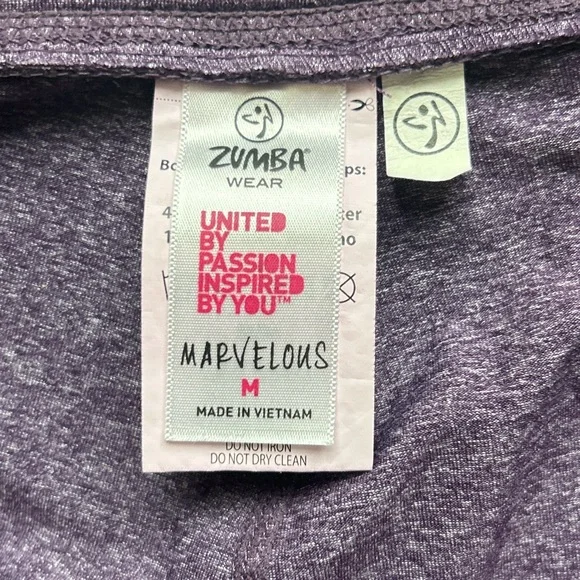 ZUMBA®
WEAR
UNITED
BY
PASSION
INSPIRED
BY YOU™
MARVELOUS
M
MADE IN VIETNAM
DO NOT IRON
DO NOT DRY CLEAN